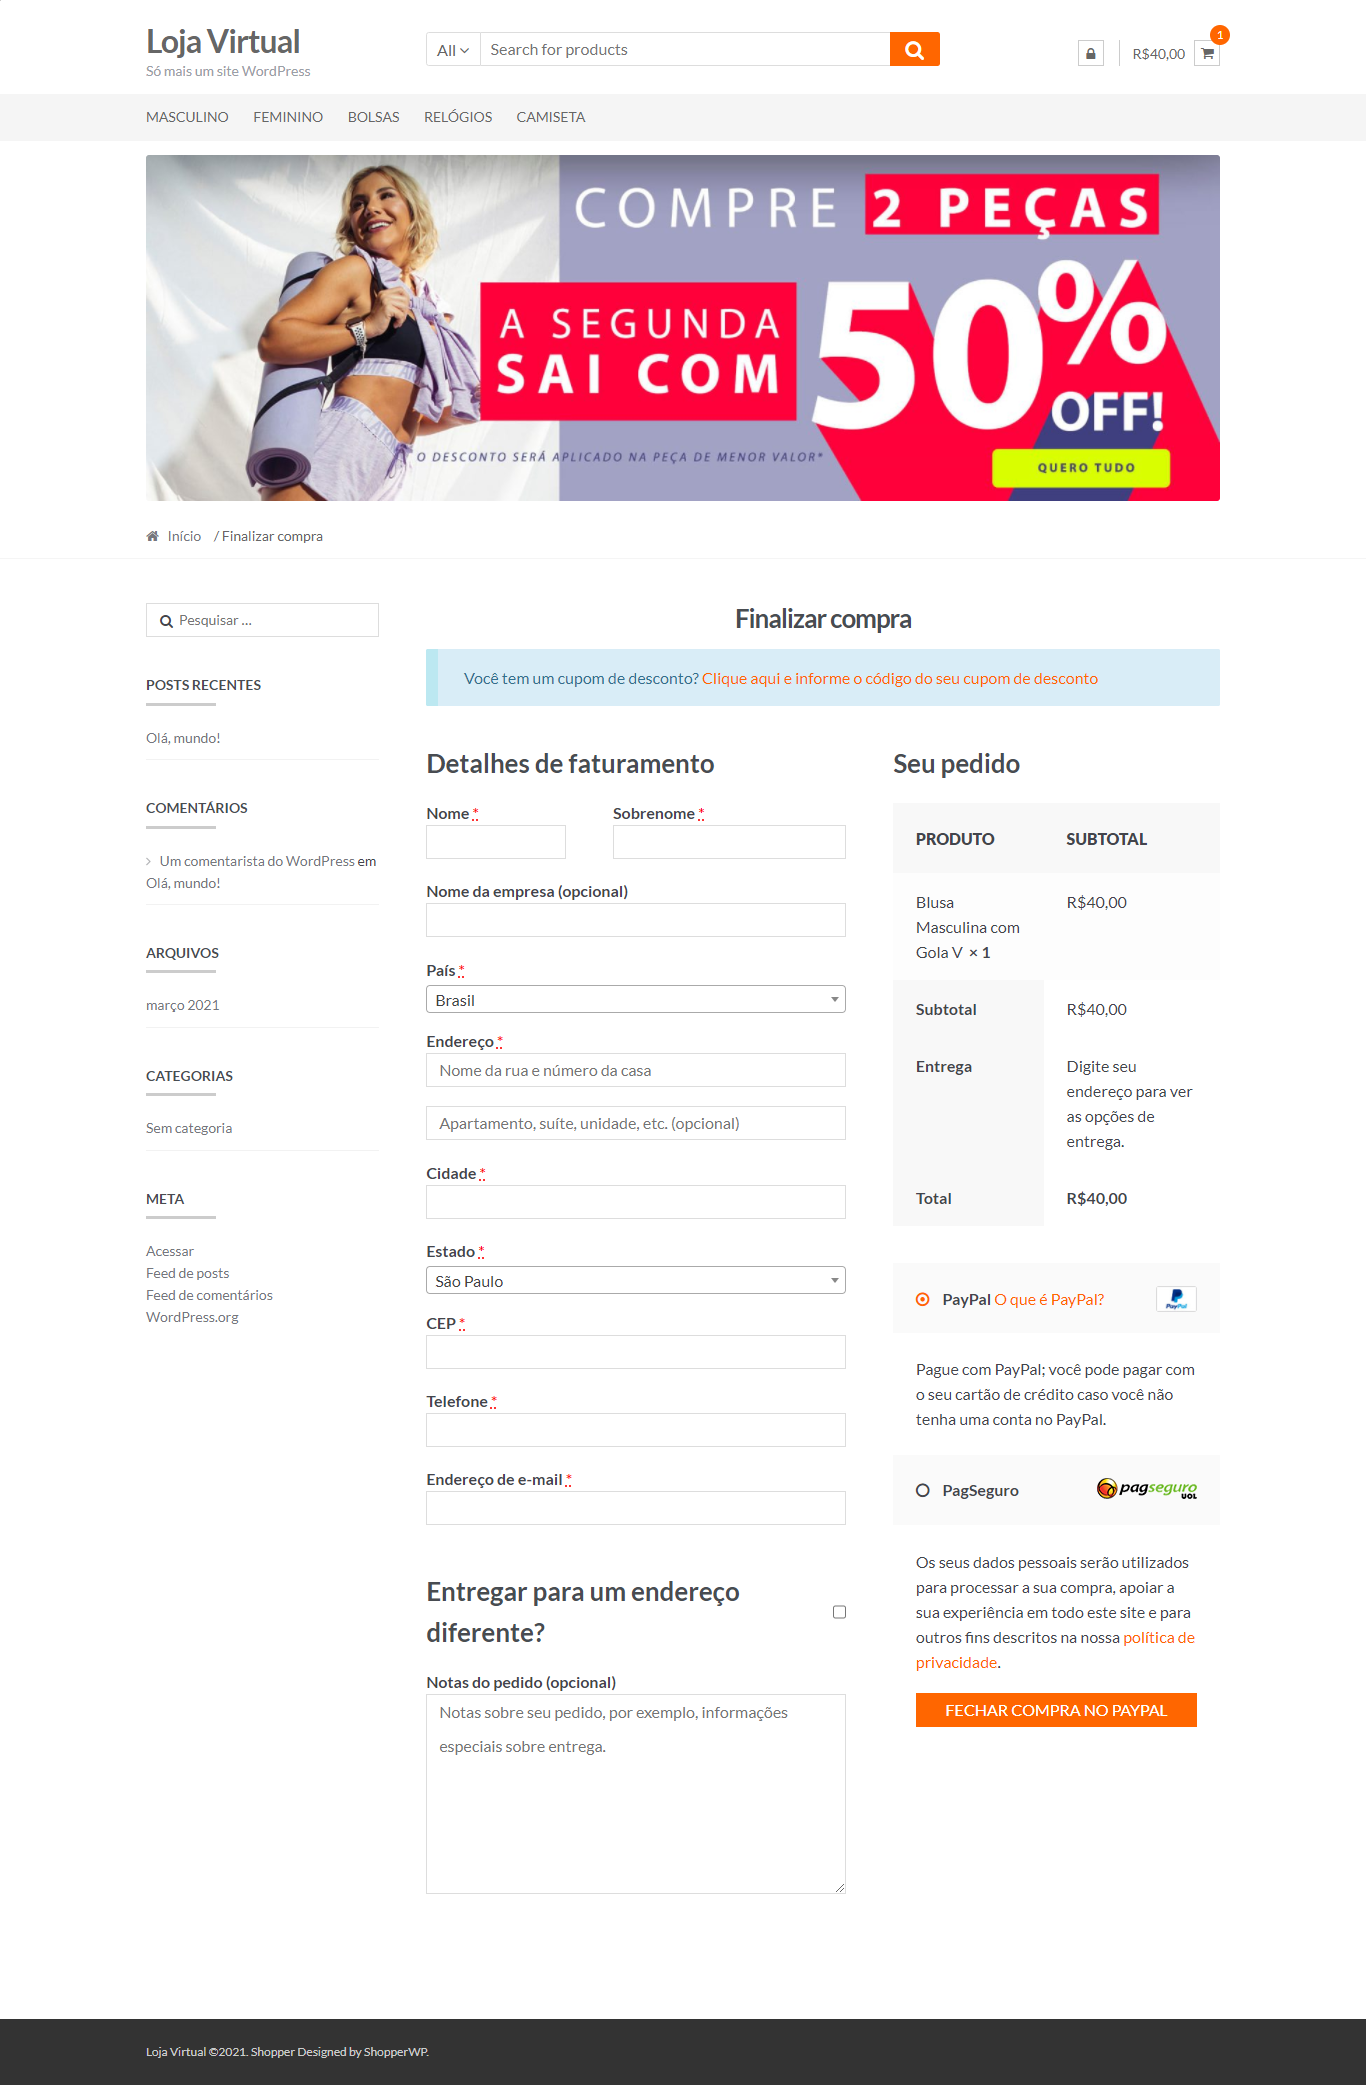 Loja Virtual
Só mais um site WordPress
All
Search for products
R$40,00
1
MASCULINO
FEMININO
BOLSAS
RELÓGIOS
CAMISETA
COMPRE 2 PEÇAS
A SEGUNDA
SAI COM
50%
OFF!
*O DESCONTO SERÁ APLICADO NA PEÇA DE MENOR VALOR*
QUERO TUDO
Início / Finalizar compra
Pesquisar ...
POSTS RECENTES
Olá, mundo!
COMENTÁRIOS
Um comentarista do WordPress em
Olá, mundo!
ARQUIVOS
março 2021
CATEGORIAS
Sem categoria
META
Acessar
Feed de posts
Feed de comentários
WordPress.org
Finalizar compra
Você tem um cupom de desconto? Clique aqui e informe o código do seu cupom de desconto
Detalhes de faturamento
Nome *
Sobrenome *
Nome da empresa (opcional)
País *
Brasil
Endereço *
Nome da rua e número da casa
Apartamento, suíte, unidade, etc. (opcional)
Cidade *
Estado *
São Paulo
CEP *
Telefone *
Endereço de e-mail *
Entregar para um endereço
diferente?
Notas do pedido (opcional)
Notas sobre seu pedido, por exemplo, informações
especiais sobre entrega.
Seu pedido
PRODUTO SUBTOTAL
Blusa
Masculina com
Gola V × 1
R$40,00
Subtotal R$40,00
Entrega
Digite seu
endereço para ver
as opções de
entrega.
Total R$40,00
PayPal O que é PayPal?
PayPal
Pague com PayPal; você pode pagar com
o seu cartão de crédito caso você não
tenha uma conta no PayPal.
PagSeguro
pagseguro
UOL
Os seus dados pessoais serão utilizados
para processar a sua compra, apoiar a
sua experiência em todo este site e para
outros fins descritos na nossa política de
privacidade.
FECHAR COMPRA NO PAYPAL
Loja Virtual ©2021. Shopper Designed by ShopperWP.